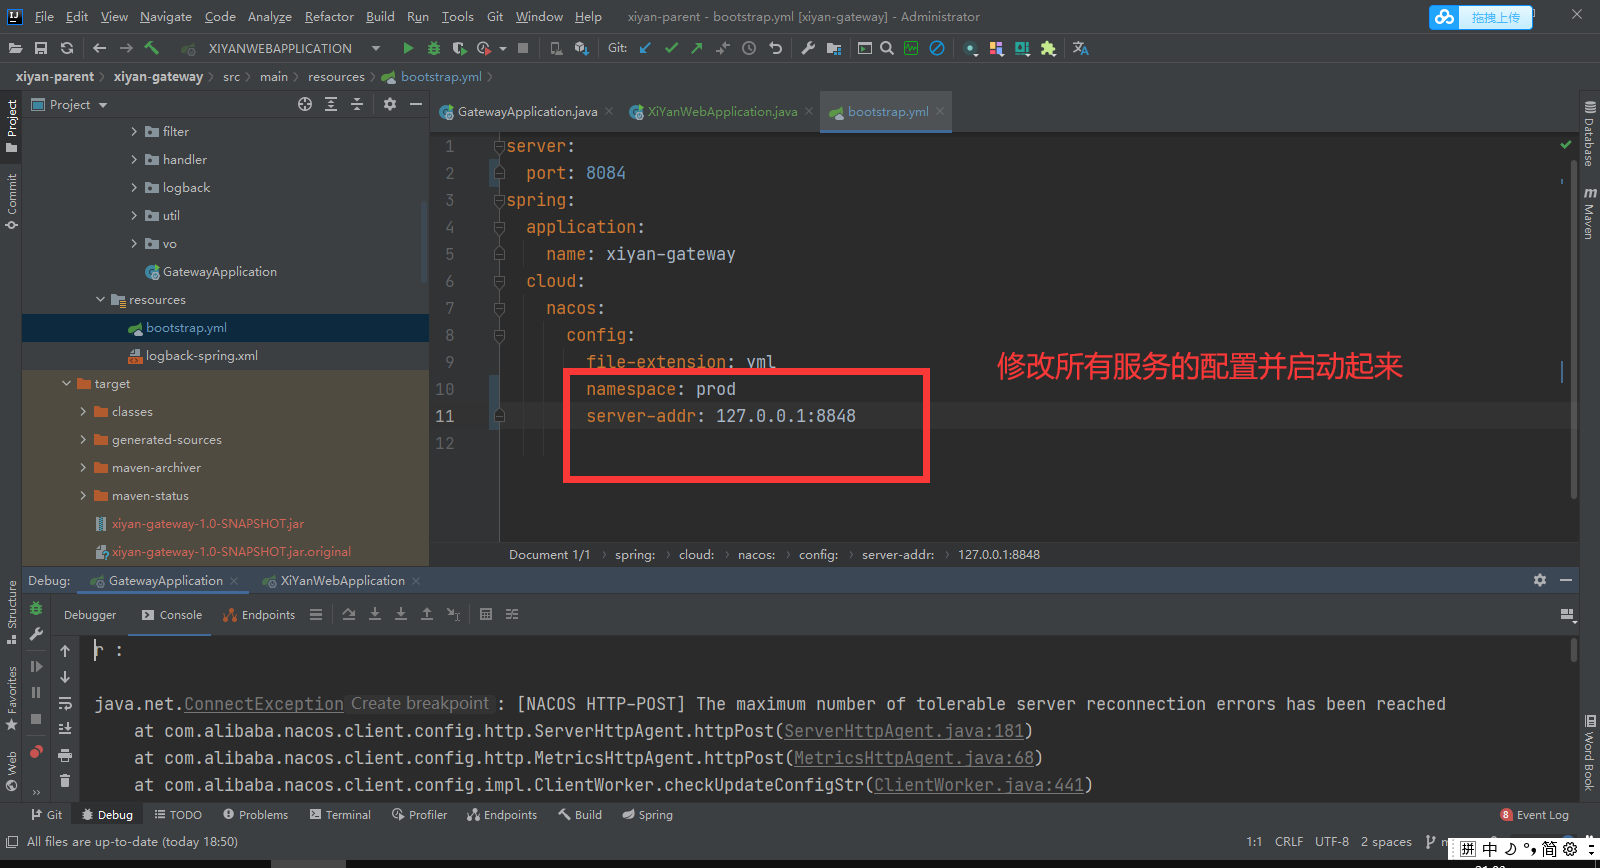 File Edit View Navigate Code Analyze Refactor Build Run Tools Git Window Help xiyan-parent - bootstrap.yml [xiyan-gateway] - Administrator
拖拽上传
XIYANWEBAPPLICATION Git:
xiyan-parent xiyan-gateway src main resources bootstrap.yml
Project
Project
GatewayApplication.java XiYanWebApplication.java bootstrap.yml
filter
handler
logback
util
vo
GatewayApplication
resources
bootstrap.yml
logback-spring.xml
target
classes
generated-sources
maven-archiver
maven-status
xiyan-gateway-1.0-SNAPSHOT.jar
xiyan-gateway-1.0-SNAPSHOT.jar.original
Commit
Structure
Favorites
Web
1 server:
2 port: 8084
3 spring:
4 application:
5 name: xiyan-gateway
6 cloud:
7 nacos:
8 config:
9 file-extension: yml
10 namespace: prod
11 server-addr: 127.0.0.1:8848
12
修改所有服务的配置并启动起来
Database
Maven
Word Book
Document 1/1 spring: cloud: nacos: config: server-addr: 127.0.0.1:8848
Debug: GatewayApplication XiYanWebApplication
Debugger Console Endpoints
r :
java.net.ConnectException Create breakpoint : [NACOS HTTP-POST] The maximum number of tolerable server reconnection errors has been reached
at com.alibaba.nacos.client.config.http.ServerHttpAgent.httpPost(ServerHttpAgent.java:181)
at com.alibaba.nacos.client.config.http.MetricsHttpAgent.httpPost(MetricsHttpAgent.java:68)
at com.alibaba.nacos.client.config.impl.ClientWorker.checkUpdateConfigStr(ClientWorker.java:441)
Git Debug TODO Problems Terminal Profiler Endpoints Build Spring 8 Event Log
All files are up-to-date (today 18:50) 1:1 CRLF UTF-8 2 spaces
拼 中 简